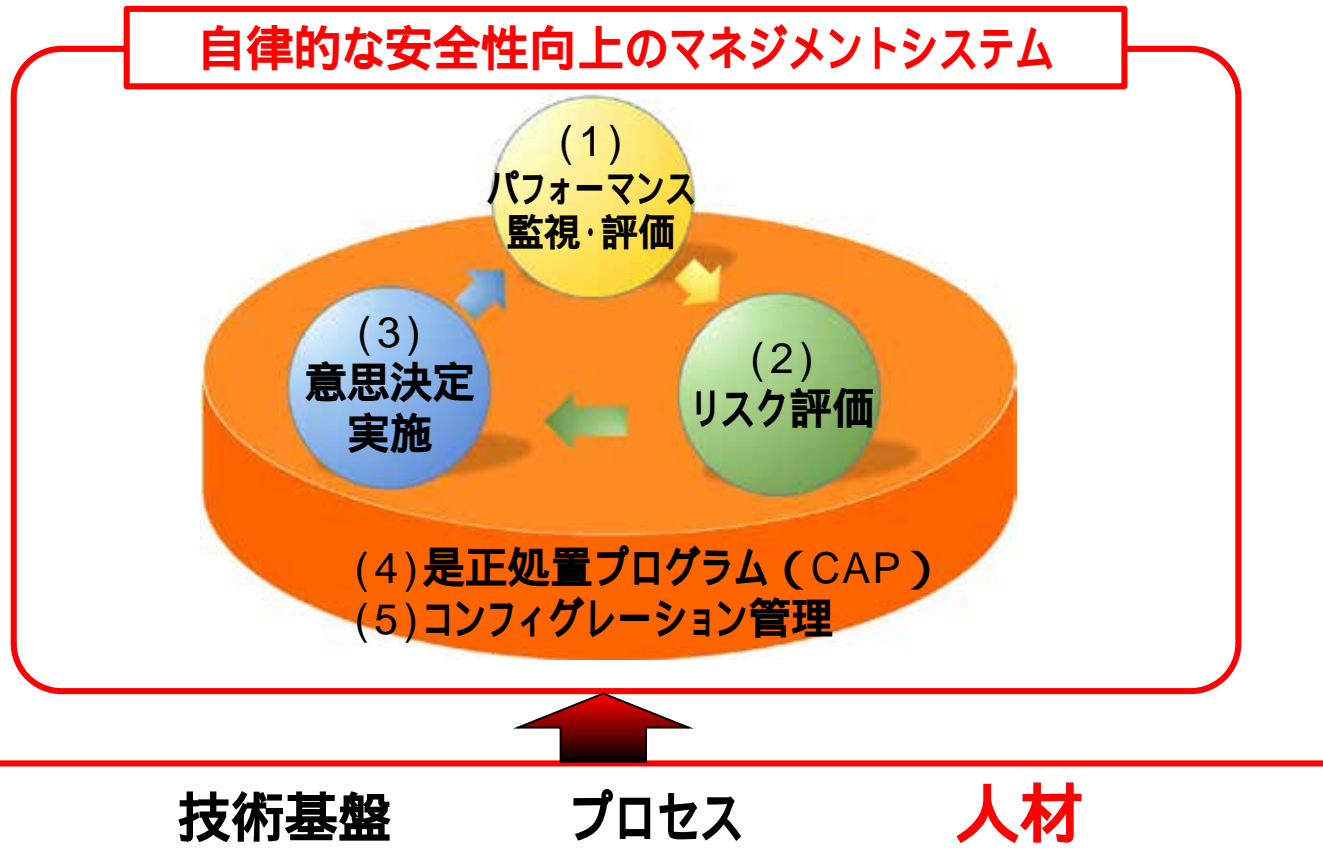 自律的な安全性向上のマネジメントシステム
(1)
パフォーマンス
監視・評価
(3)
意思決定
実施
(2)
リスク評価
(4)是正処置プログラム（CAP）
(5)コンフィグレーション管理
技術基盤 プロセス 人材